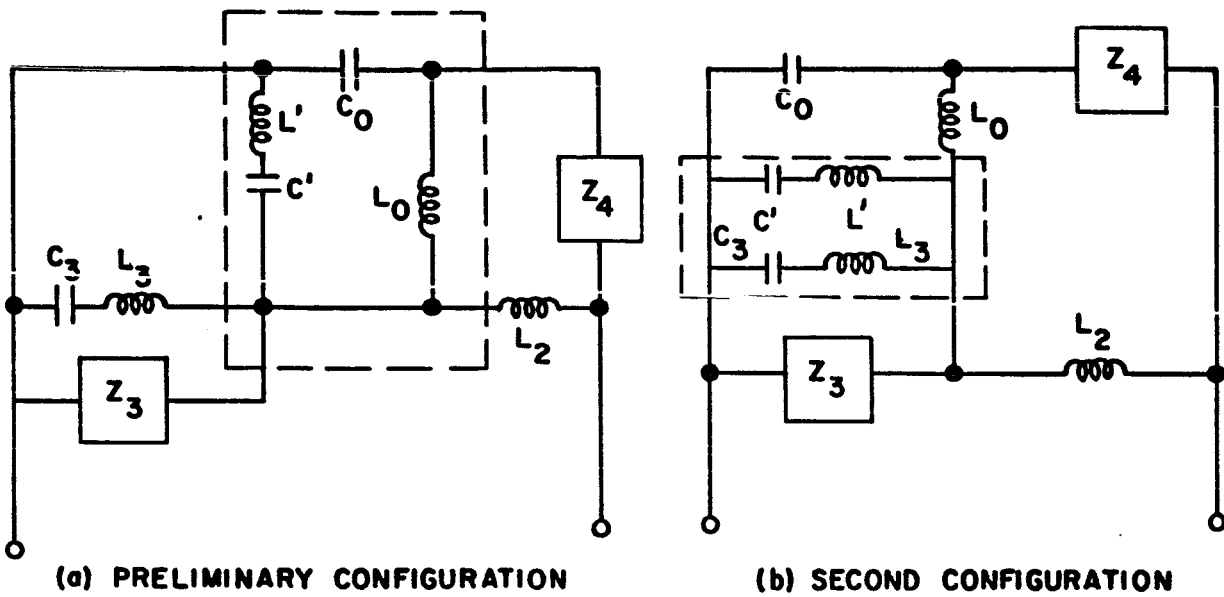 C0
L'
C'
L0
Z4
C3
L3
L2
Z3
(a) PRELIMINARY CONFIGURATION
Z4
C0
L0
C'
L'
C3
L3
L2
Z3
(b) SECOND CONFIGURATION